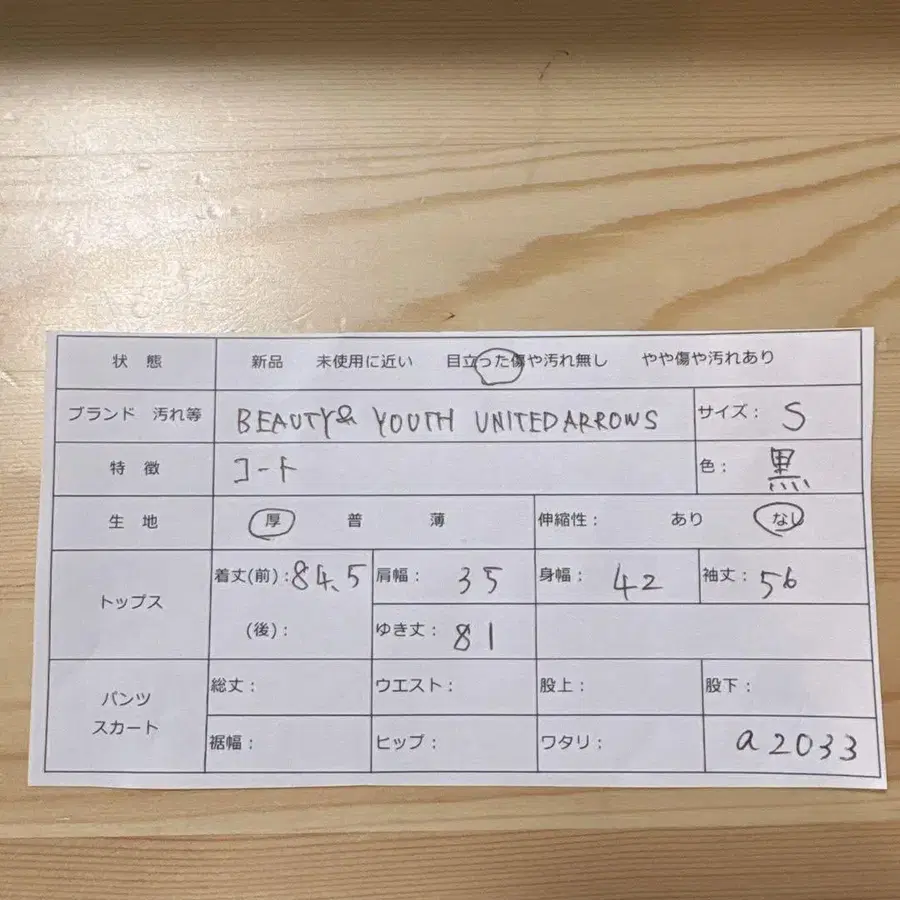 状 態 新品 未使用に近い 目立った傷や汚れ無し やや傷や汚れあり
ブランド 汚れ等 BEAUTY& YOUTH UNITED ARROWS サイズ: S
特 徴 コート 色: 黒
生 地 厚 普 薄 伸縮性: あり なし
トップス 着丈(前):84.5 肩幅: 35 身幅: 42 袖丈: 56
(後): ゆき丈: 81
パンツ スカート 総丈: ウエスト: 股上: 股下:
裾幅: ヒップ: ワタリ: a2033